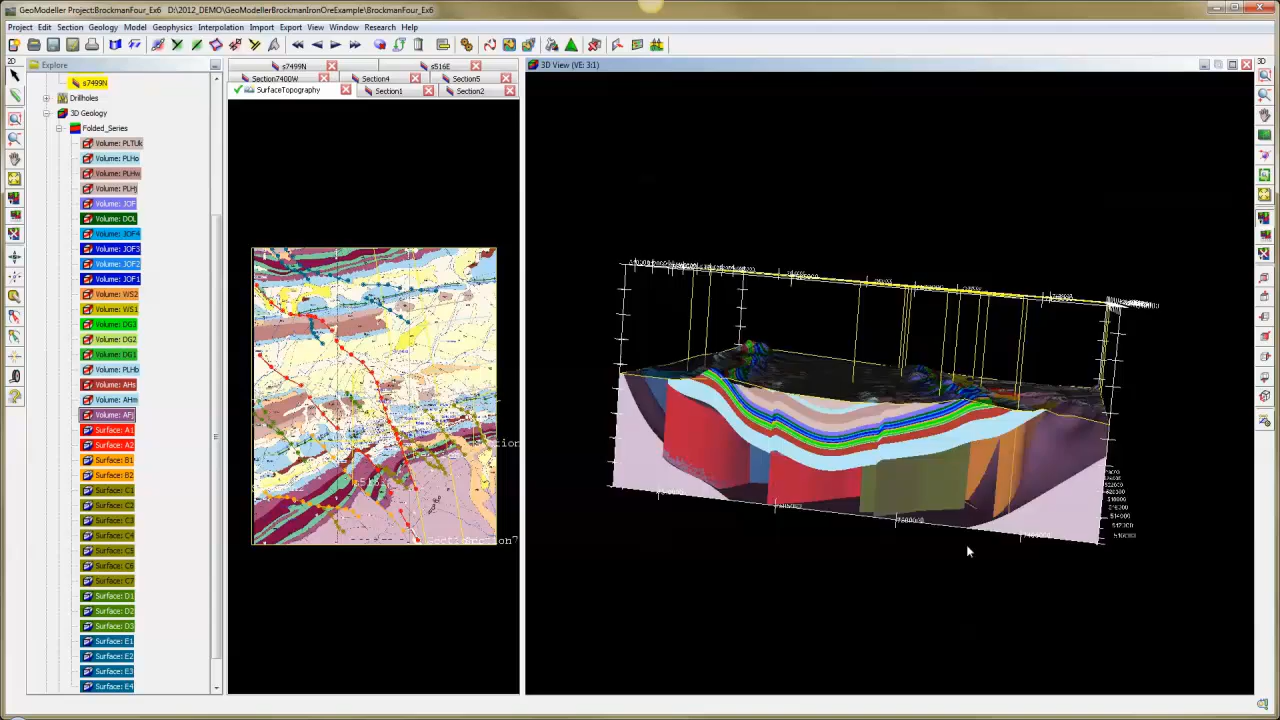 GeoModeller Project:BrockmanFour_Ex6 D:\2012_DEMO\GeoModellerBrockmanIronOreExample\BrockmanFour_Ex6
Project Edit Section Geology Model Geophysics Interpolation Import Export View Window Research Help
2D
Explore
s7499N
Drillholes
3D Geology
Folded_Series
Volume: PLTUk
Volume: PLHo
Volume: PLHw
Volume: PLHj
Volume: JOF
Volume: DOL
Volume: JOF4
Volume: JOF3
Volume: JOF2
Volume: JOF1
Volume: WS2
Volume: WS1
Volume: DG3
Volume: DG2
Volume: DG1
Volume: PLHb
Volume: AHs
Volume: AHm
Volume: AFj
Surface: A1
Surface: A2
Surface: B1
Surface: B2
Surface: C1
Surface: C2
Surface: C3
Surface: C4
Surface: C5
Surface: C6
Surface: C7
Surface: D1
Surface: D2
Surface: D3
Surface: E1
Surface: E2
Surface: E3
Surface: E4
s7499N s516E
Section7400W Section4 Section5
SurfaceTopography Section1 Section2
3D View (VE: 3:1)
3D